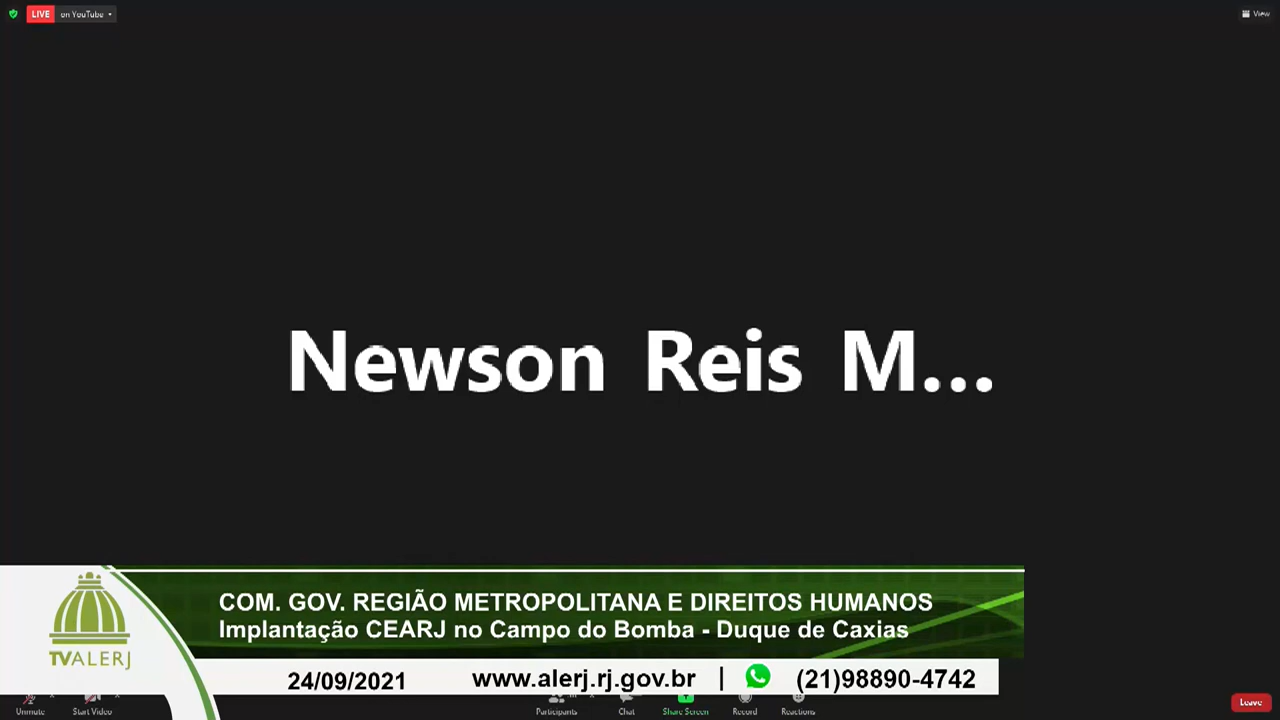 LIVE on YouTube
View
Newson Reis M...
COM. GOV. REGIÃO METROPOLITANA E DIREITOS HUMANOS
Implantação CEARJ no Campo do Bomba - Duque de Caxias
TVALERJ
24/09/2021 www.alerj.rj.gov.br | (21)98890-4742
Unmute Start Video Participants Chat Share Screen Record Reactions Leave